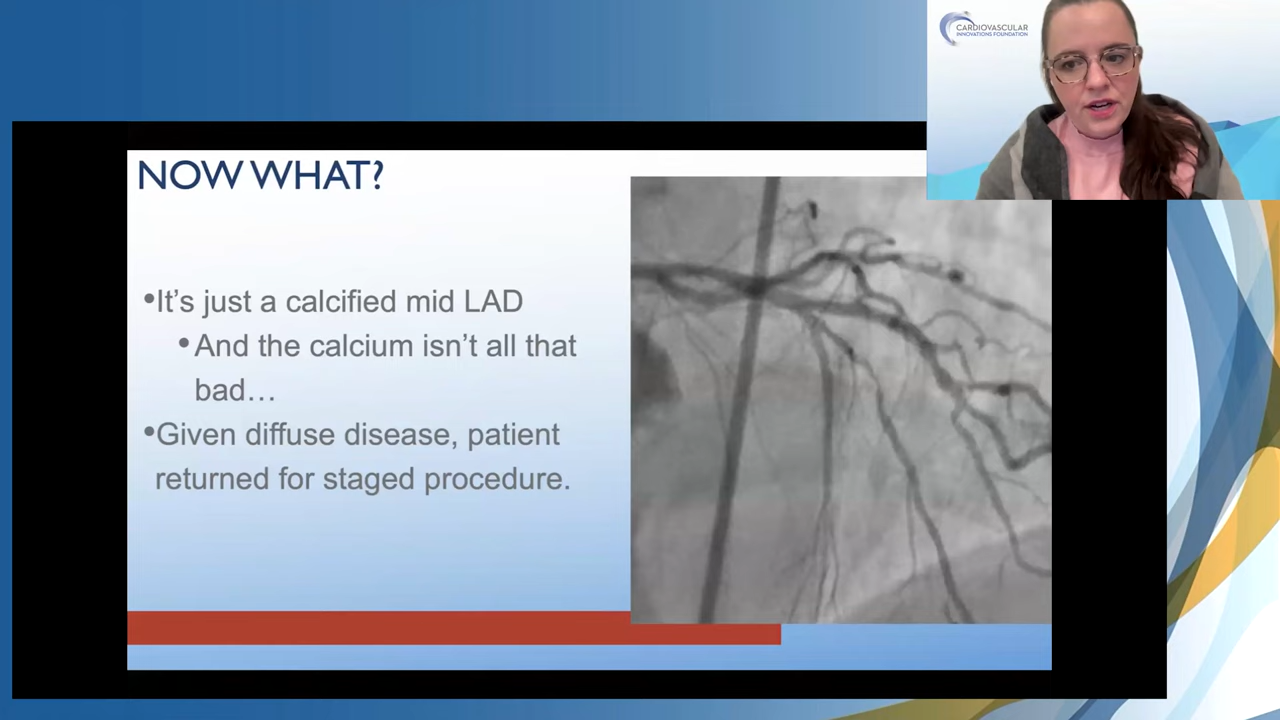 CARDIOVASCULAR
INNOVATIONS FOUNDATION
NOW WHAT?
•It’s just a calcified mid LAD
•And the calcium isn’t all that
bad…
•Given diffuse disease, patient
returned for staged procedure.